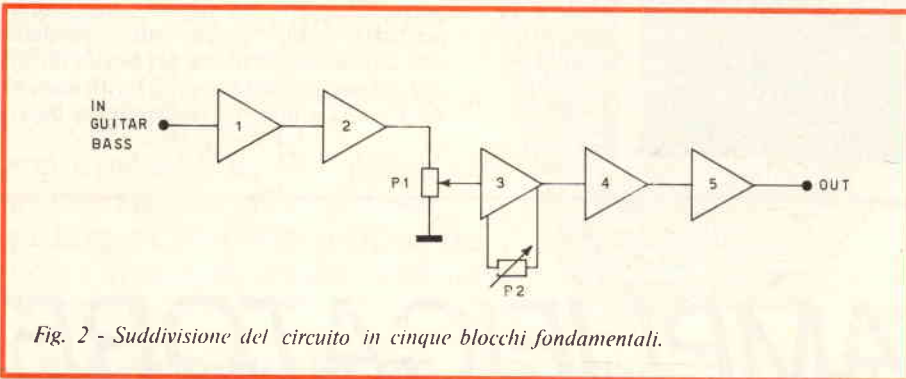 IN
GUITAR
BASS
1
2
P1
3
4
5
OUT
P2
Fig. 2 - Suddivisione del circuito in cinque blocchi fondamentali.